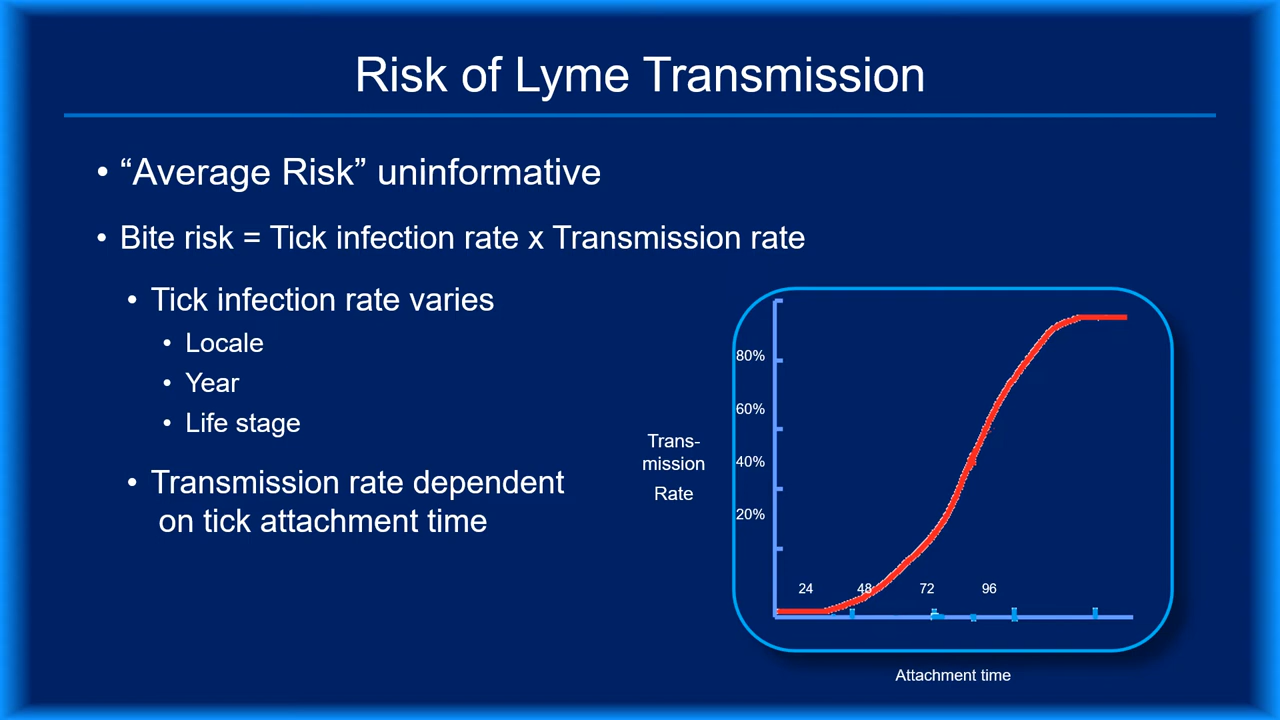 Risk of Lyme Transmission
• “Average Risk” uninformative
• Bite risk = Tick infection rate x Transmission rate
• Tick infection rate varies
• Locale
• Year
• Life stage
• Transmission rate dependent
on tick attachment time
Trans-
mission
Rate
80%
60%
40%
20%
24 48 72 96
Attachment time